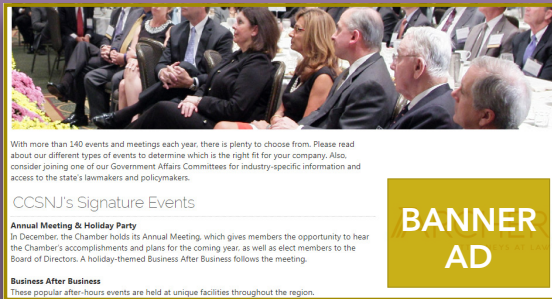 With more than 140 events and meetings each year, there is plenty to choose from. Please read
about our different types of events to determine which is the right fit for your company. Also,
consider joining one of our Government Affairs Committees for industry-specific information and
access to the state's lawmakers and policymakers.
CCSNJ's Signature Events
Annual Meeting & Holiday Party
In December, the Chamber holds its Annual Meeting, which gives members the opportunity to hear
the Chamber's accomplishments and plans for the coming year, as well as elect members to the
Board of Directors. A holiday-themed Business After Business follows the meeting.
Business After Business
These popular after-hours events are held at unique facilities throughout the region.
BANNER
AD